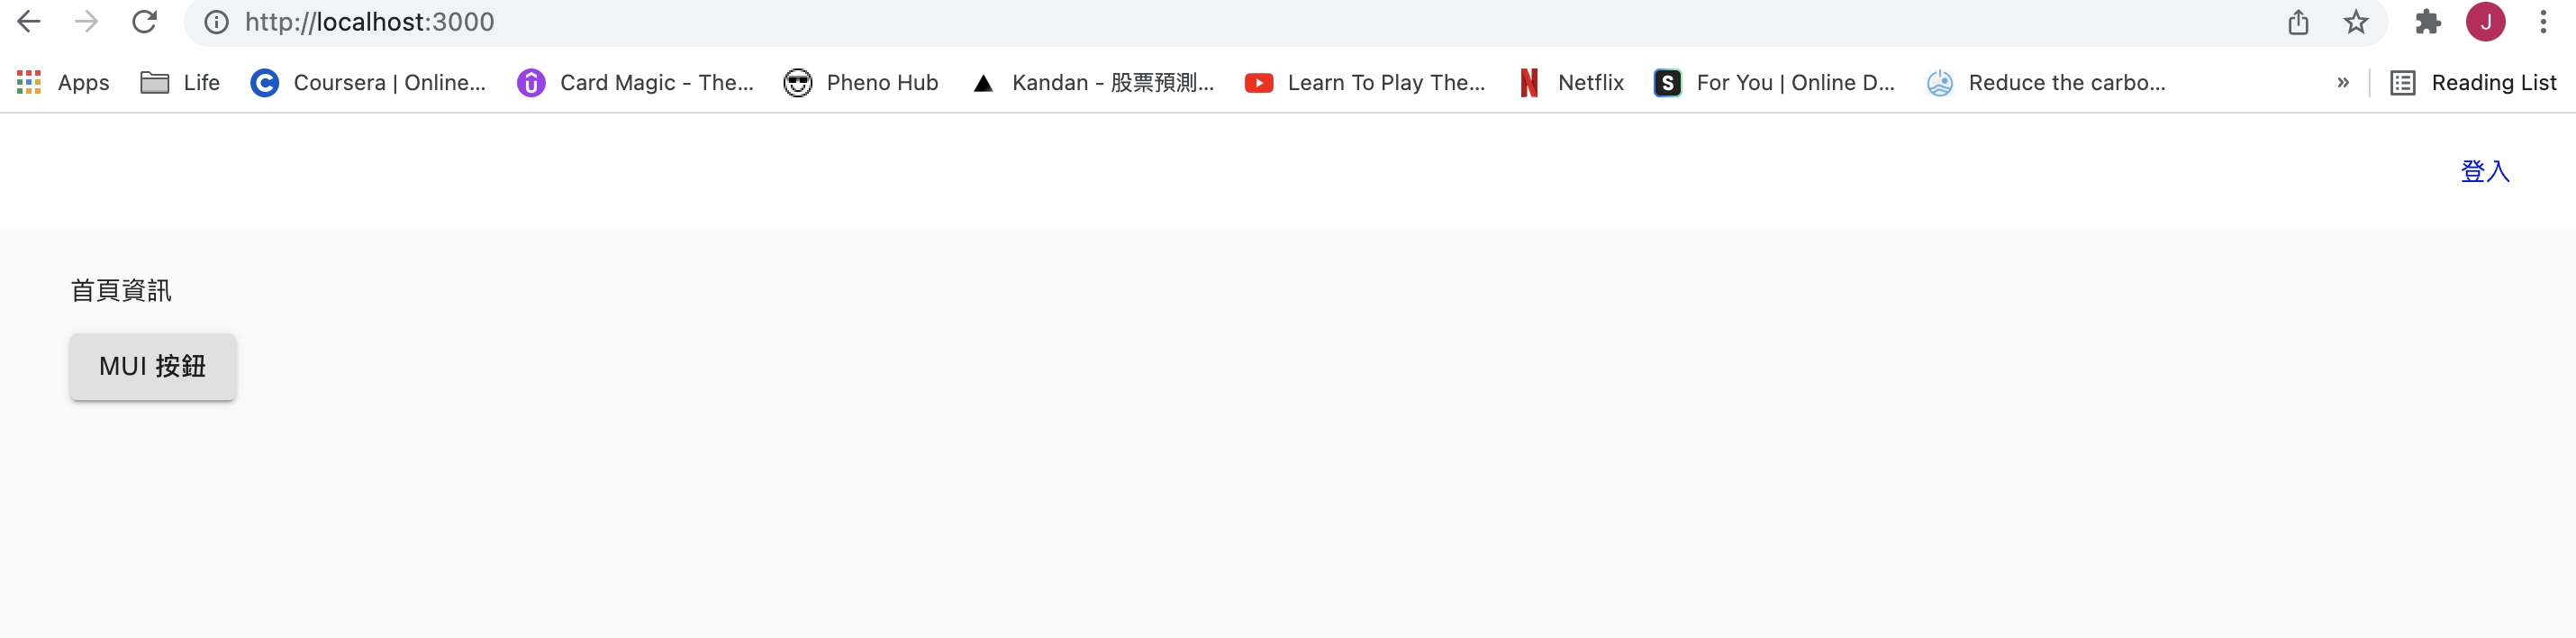 http://localhost:3000
J
Apps Life Coursera | Online... Card Magic - The... Pheno Hub Kandan - 股票預測... Learn To Play The... Netflix For You | Online D... Reduce the carbo... » Reading List
登入
首頁資訊
MUI 按鈕